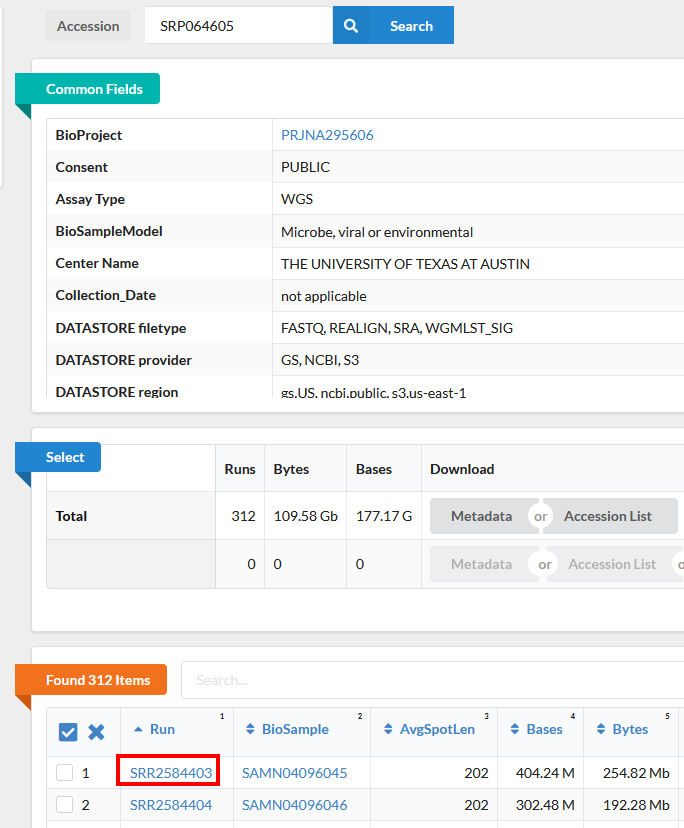 Accession SRP064605 Search
Common Fields
BioProject PRJNA295606
Consent PUBLIC
Assay Type WGS
BioSampleModel Microbe, viral or environmental
Center Name THE UNIVERSITY OF TEXAS AT AUSTIN
Collection_Date not applicable
DATASTORE filetype FASTQ, REALIGN, SRA, WGMLST_SIG
DATASTORE provider GS, NCBI, S3
DATASTORE region gs.US, ncbi.public, s3.us-east-1
Select
Runs Bytes Bases Download
Total 312 109.58 Gb 177.17 G Metadata or Accession List
0 0 0 Metadata or Accession List o
Found 312 Items Search...
Run 1 BioSample 2 AvgSpotLen 3 Bases 4 Bytes 5
1 SRR2584403 SAMN04096045 202 404.24 M 254.82 Mb
2 SRR2584404 SAMN04096046 202 302.48 M 192.28 Mb